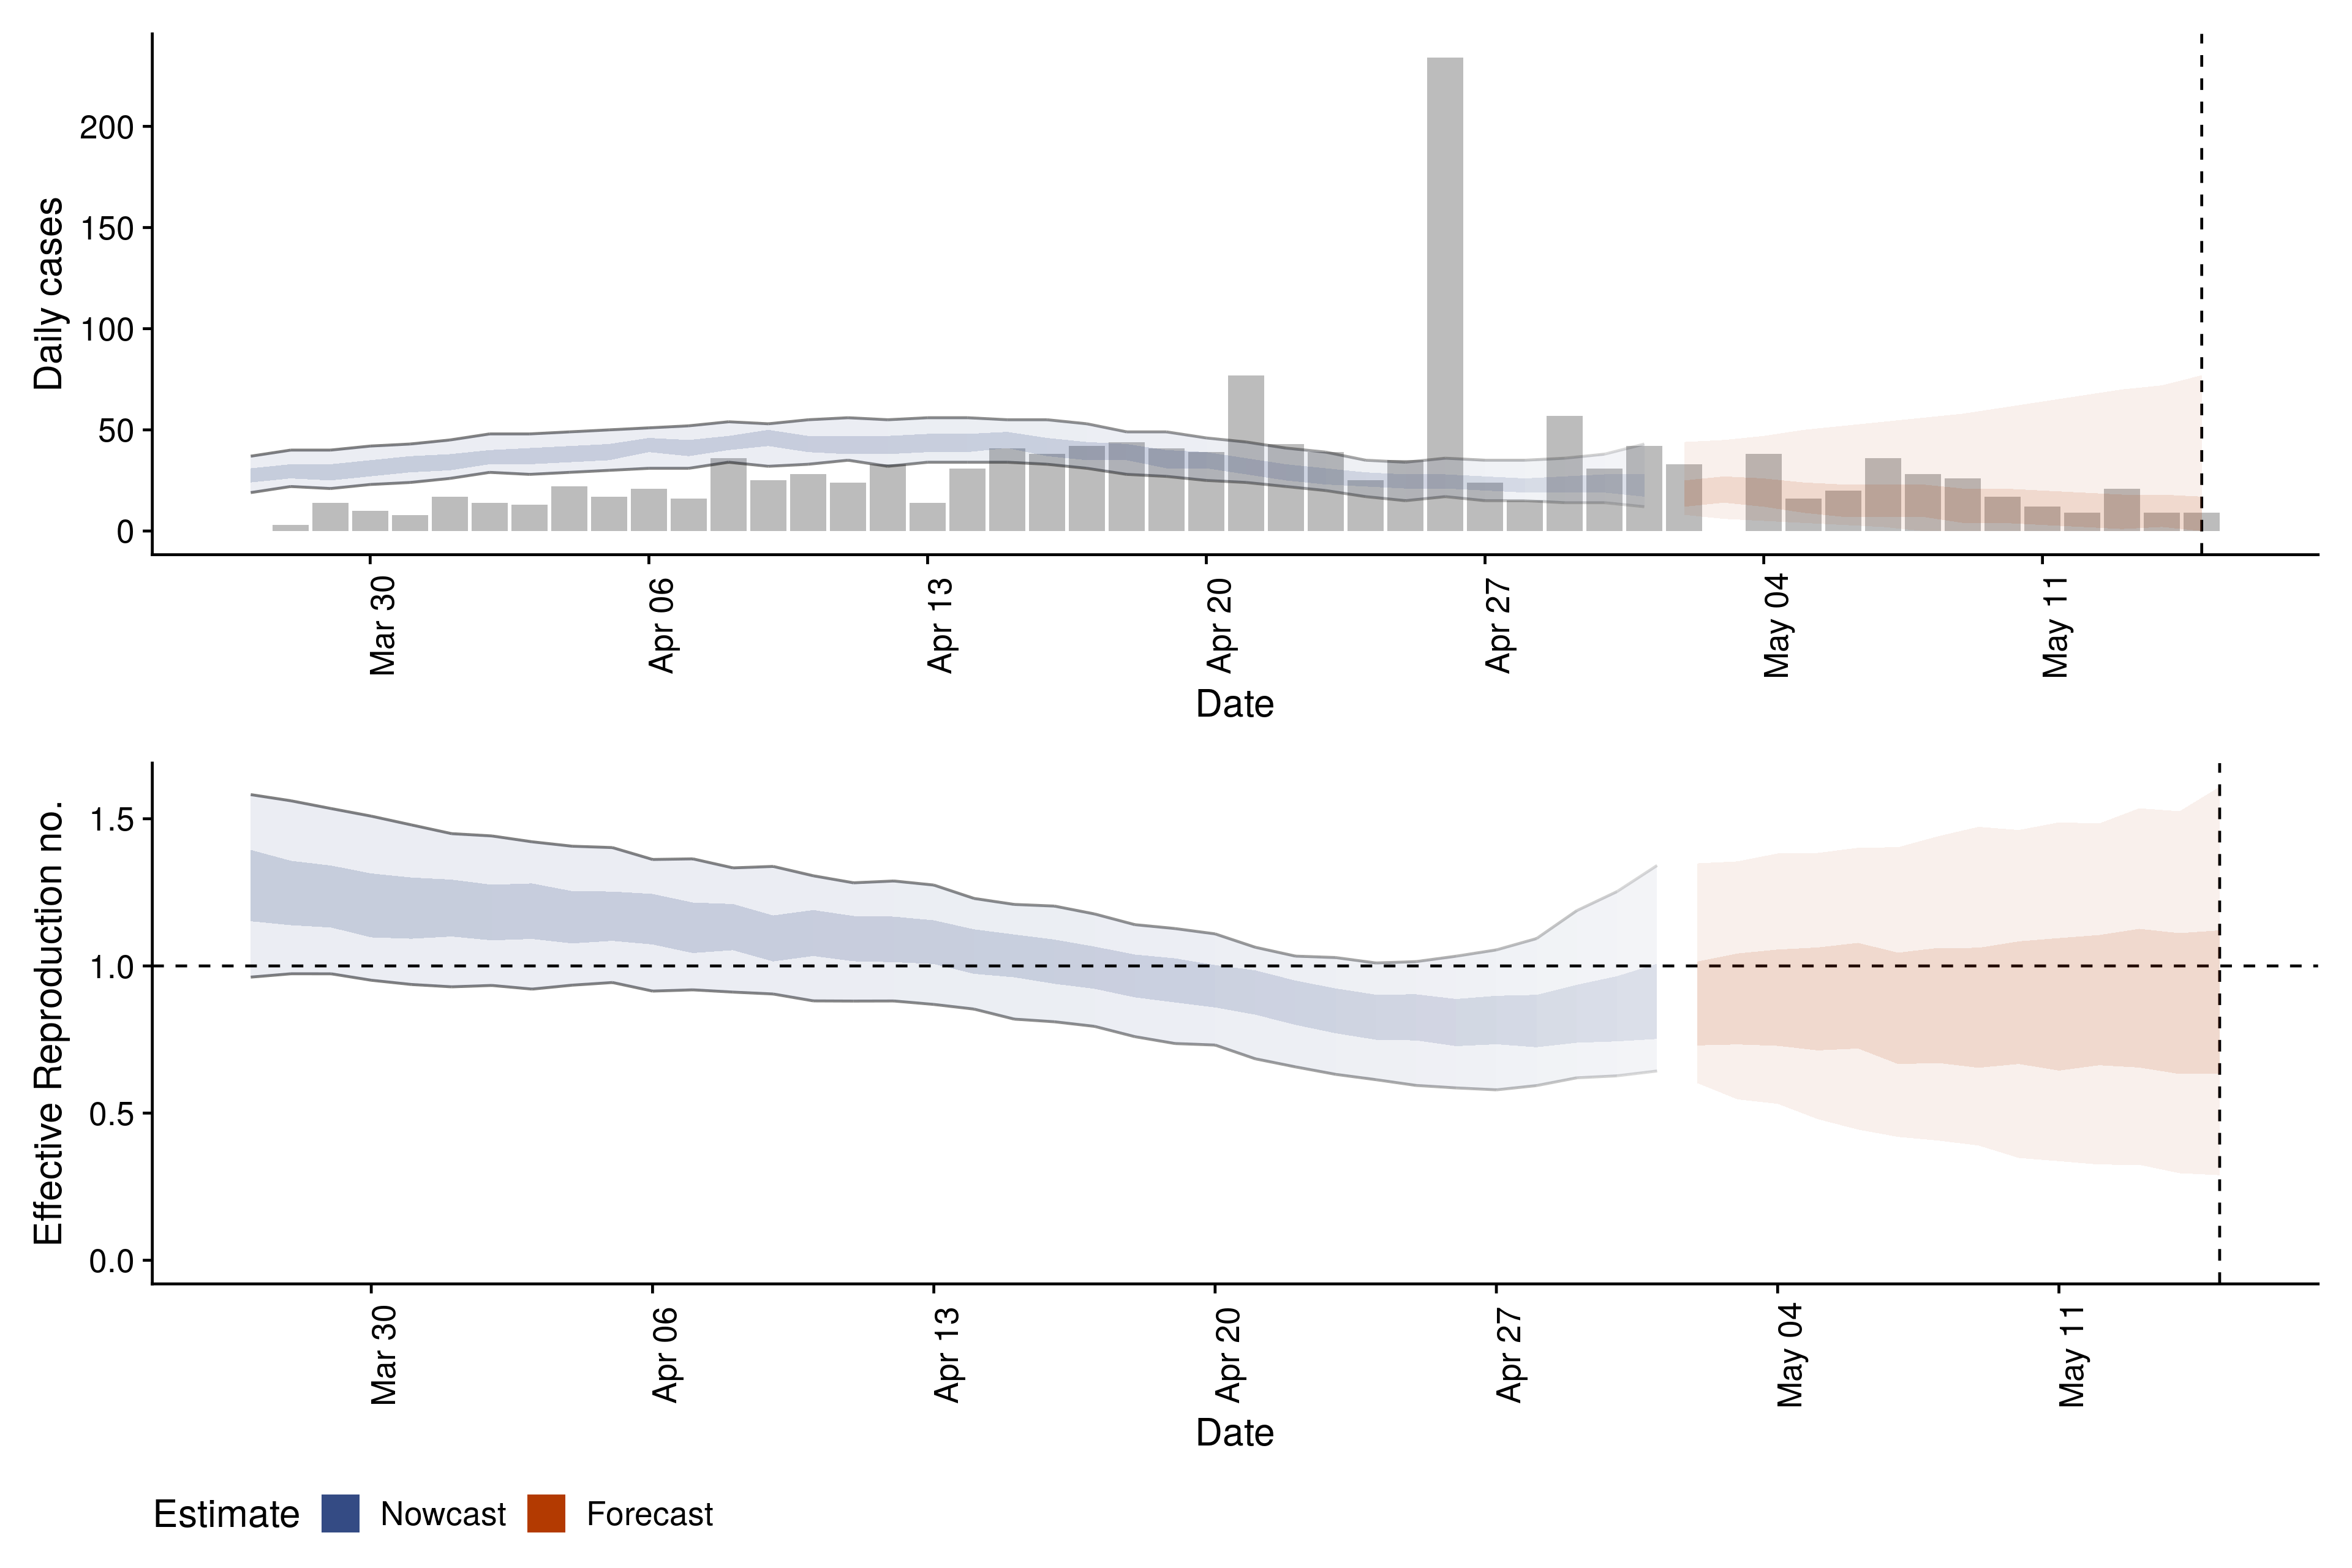 Daily cases
200
150
100
50
0
Mar 30
Apr 06
Apr 13
Apr 20
Apr 27
May 04
May 11
Date
Effective Reproduction no.
1.5
1.0
0.5
0.0
Mar 30
Apr 06
Apr 13
Apr 20
Apr 27
May 04
May 11
Date
Estimate Nowcast Forecast